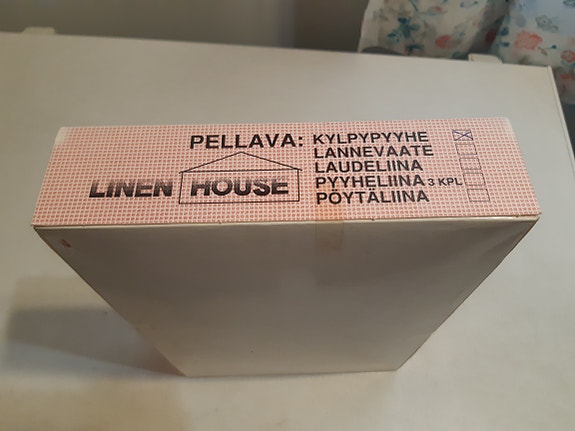 PELLAVA: KYLPYPYYHE
LANNEVAATE
LAUDELIINA
LINEN HOUSE PYYHELIINA 3 KPL
PÖYTÄLIINA